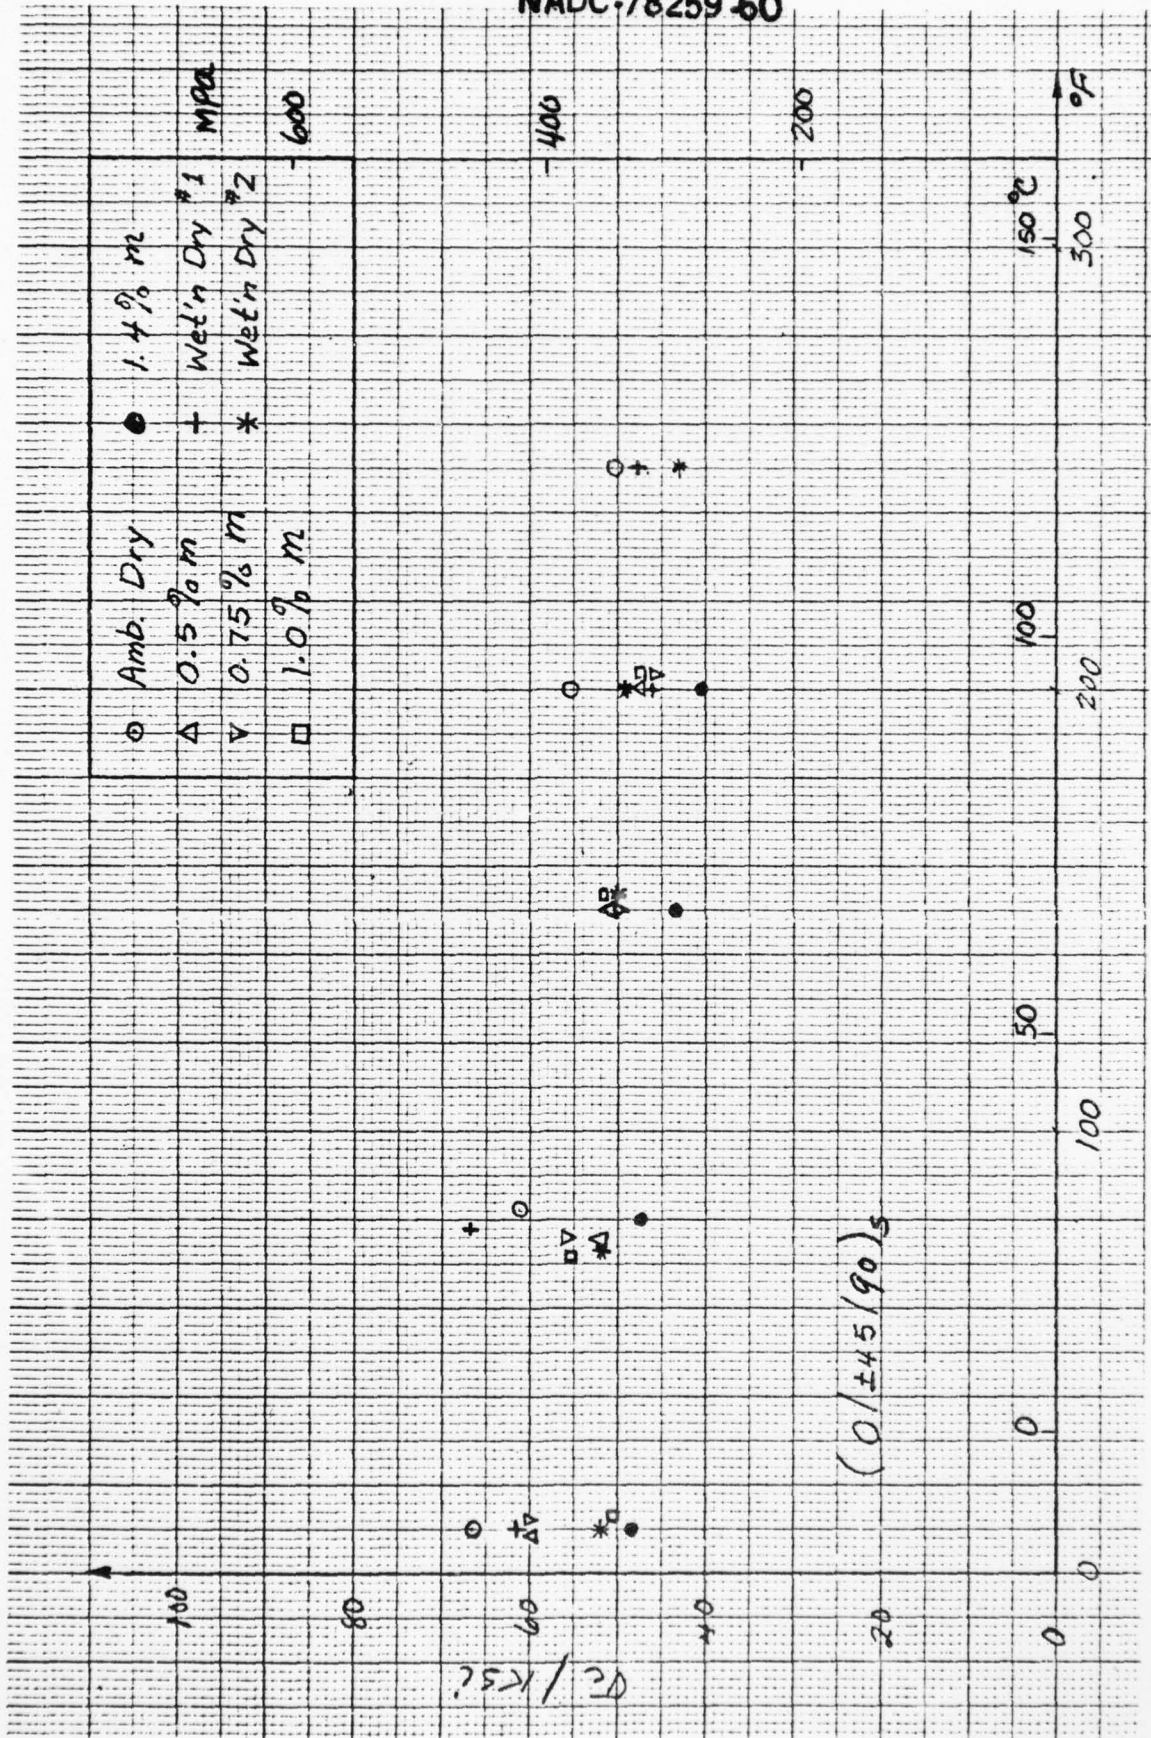 NADC-78259-60
○ Amb. Dry
△ 0.5 % m
▽ 0.75 % m
□ 1.0 % m
● 1.4 % m
+ Wet'n Dry #1
* Wet'n Dry #2
MPa
600
400
200
σc / Ksi
100
80
60
40
20
0
0
50
100
150 °C
0
100
200
300
°F
(0/±45/90)s